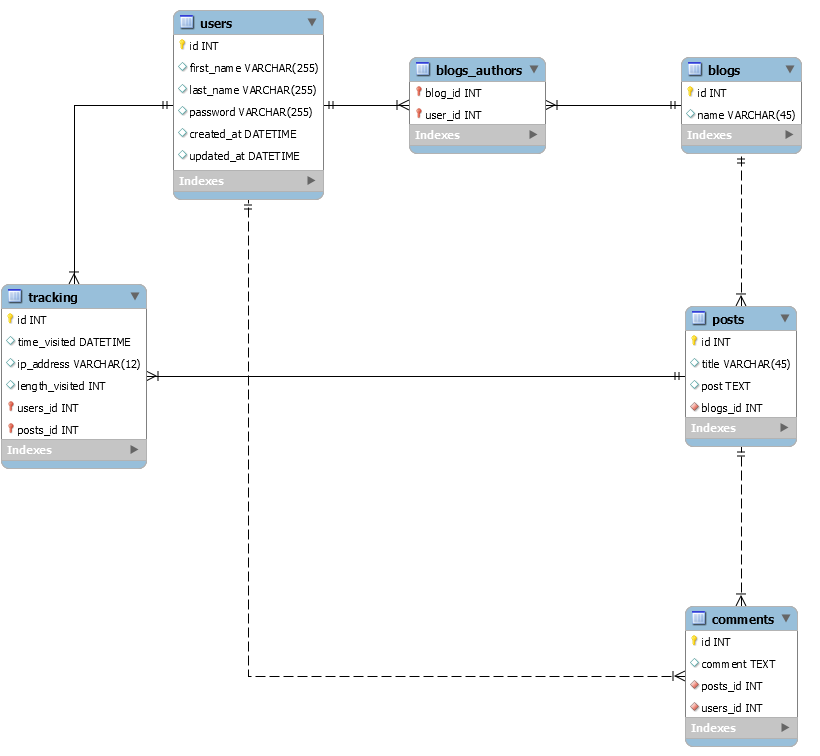 users
id INT
first_name VARCHAR(255)
last_name VARCHAR(255)
password VARCHAR(255)
created_at DATETIME
updated_at DATETIME
Indexes
blogs_authors
blog_id INT
user_id INT
Indexes
blogs
id INT
name VARCHAR(45)
Indexes
tracking
id INT
time_visited DATETIME
ip_address VARCHAR(12)
length_visited INT
users_id INT
posts_id INT
Indexes
posts
id INT
title VARCHAR(45)
post TEXT
blogs_id INT
Indexes
comments
id INT
comment TEXT
posts_id INT
users_id INT
Indexes